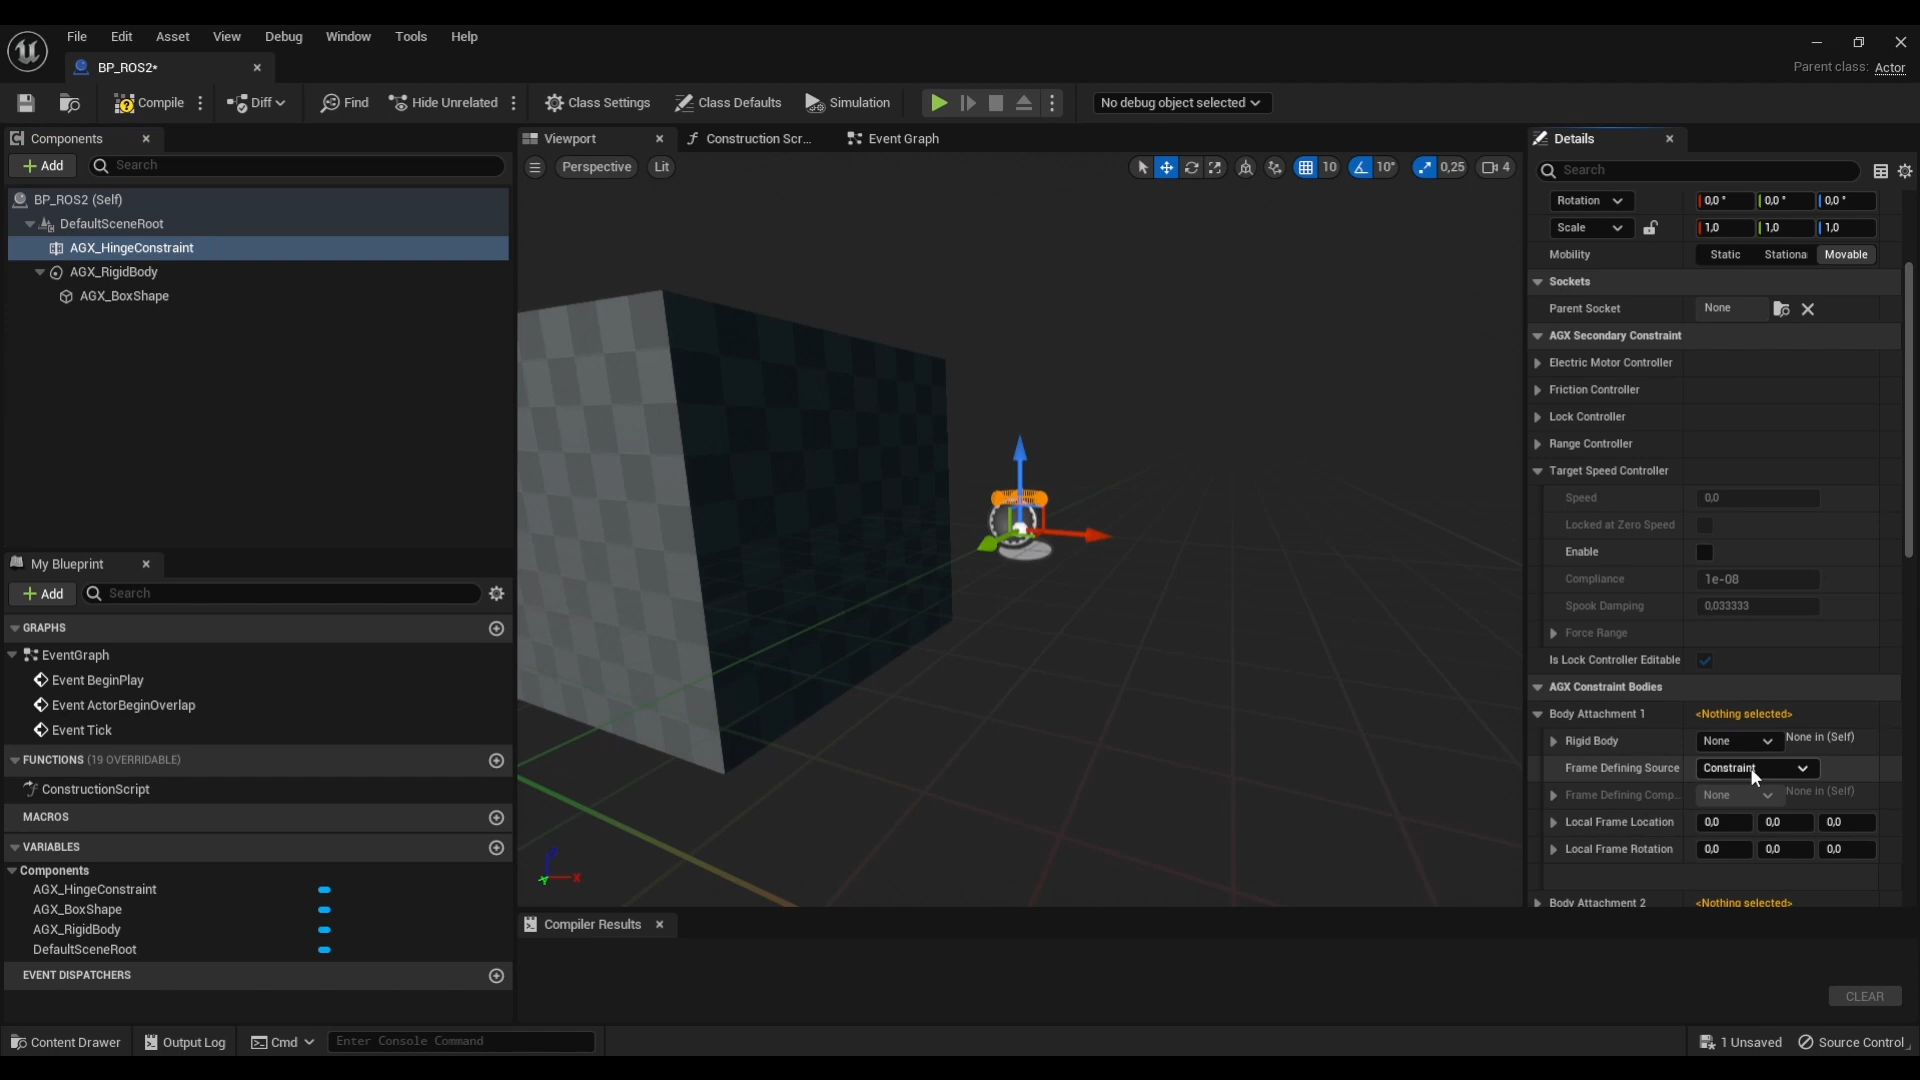 File Edit Asset View Debug Window Tools Help
BP_ROS2*
Parent class: Actor
Compile Diff Find Hide Unrelated Class Settings Class Defaults Simulation No debug object selected
Components
Add Search
BP_ROS2 (Self)
DefaultSceneRoot
AGX_HingeConstraint
AGX_RigidBody
AGX_BoxShape
My Blueprint
Add Search
GRAPHS
EventGraph
Event BeginPlay
Event ActorBeginOverlap
Event Tick
FUNCTIONS (19 OVERRIDABLE)
ConstructionScript
MACROS
VARIABLES
Components
AGX_HingeConstraint
AGX_BoxShape
AGX_RigidBody
DefaultSceneRoot
EVENT DISPATCHERS
Viewport Construction Scr... Event Graph
Perspective Lit 10 10° 0,25 4
Z X Y
Compiler Results
CLEAR
Details
Search
Rotation 0,0 ° 0,0 ° 0,0 °
Scale 1,0 1,0 1,0
Mobility Static Stationa Movable
Sockets
Parent Socket None
AGX Secondary Constraint
Electric Motor Controller
Friction Controller
Lock Controller
Range Controller
Target Speed Controller
Speed 0,0
Locked at Zero Speed
Enable
Compliance 1e-08
Spook Damping 0,033333
Force Range
Is Lock Controller Editable
AGX Constraint Bodies
Body Attachment 1 <Nothing selected>
Rigid Body None None in (Self)
Frame Defining Source Constraint
Frame Defining Comp... None None in (Self)
Local Frame Location 0,0 0,0 0,0
Local Frame Rotation 0,0 0,0 0,0
Body Attachment 2 <Nothing selected>
Content Drawer Output Log Cmd Enter Console Command 1 Unsaved Source Control